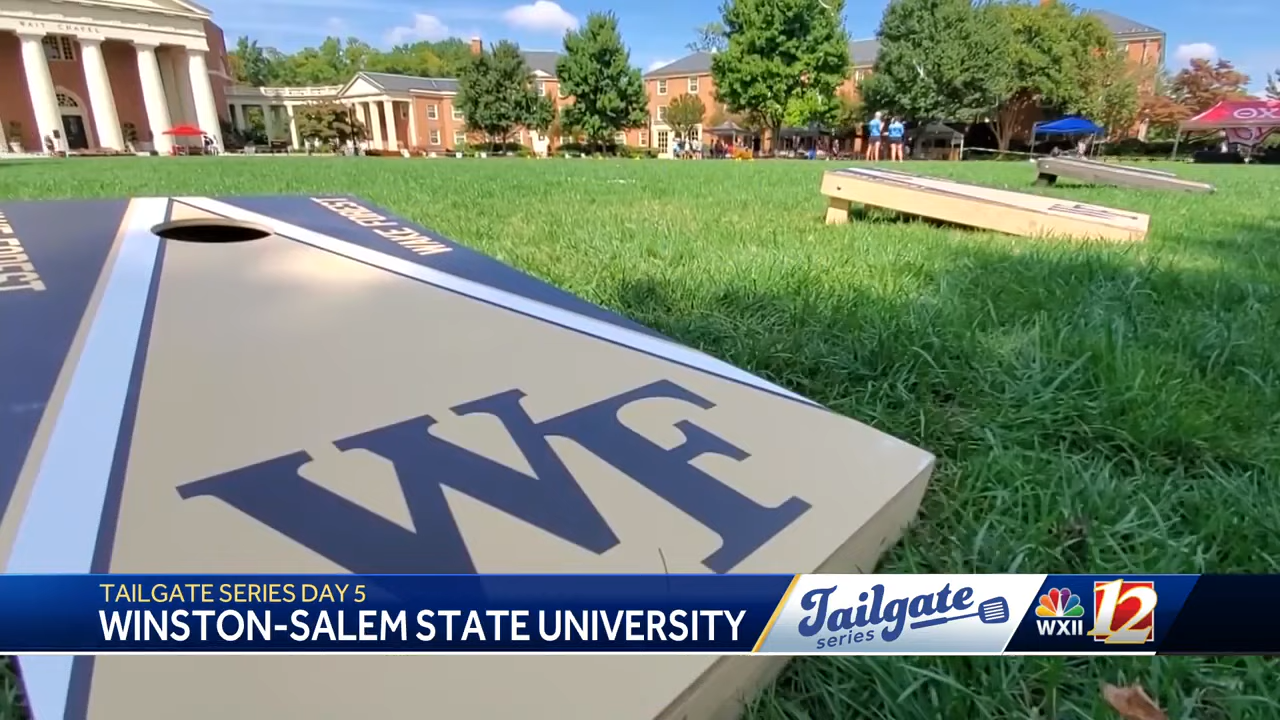 WAIT CHAPEL
WAKE FOREST
WAKE FOREST
ΘΧ
WF
TAILGATE SERIES DAY 5
WINSTON-SALEM STATE UNIVERSITY
Tailgate
series
WXII 12